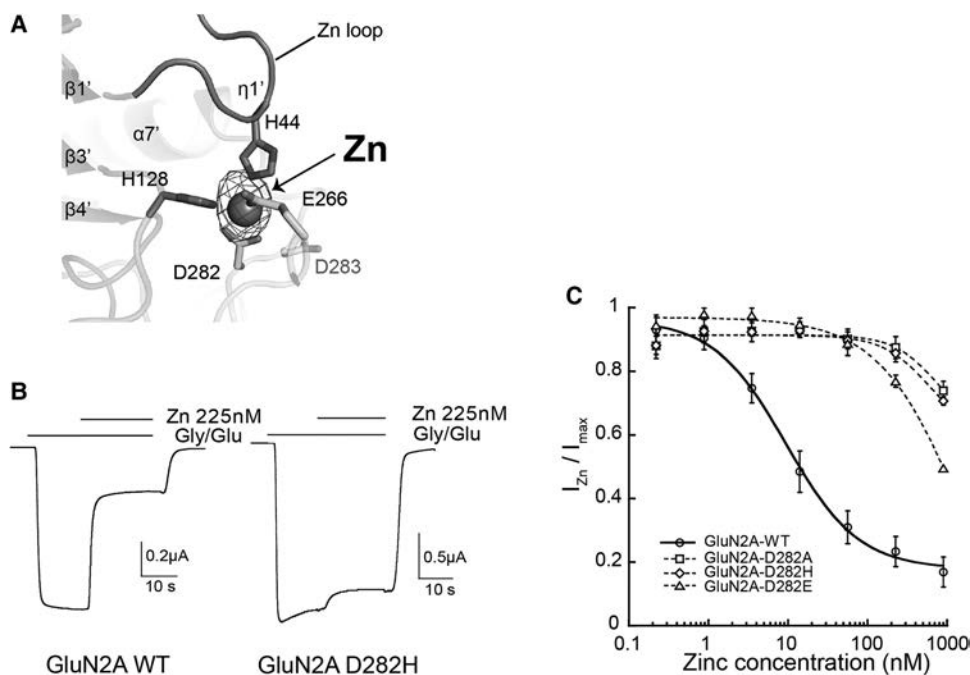 A
Zn loop
β1'
η1'
H44
α7'
Zn
β3'
H128
E266
β4'
D282
D283
B
Zn 225nM
Zn 225nM
Gly/Glu
Gly/Glu
0.2µA
10 s
0.5µA
10 s
GluN2A WT
GluN2A D282H
C
1
0.8
0.6
0.4
0.2
0
I Zn / I max
GluN2A-WT
GluN2A-D282A
GluN2A-D282H
GluN2A-D282E
0.1 1 10 100 1000
Zinc concentration (nM)